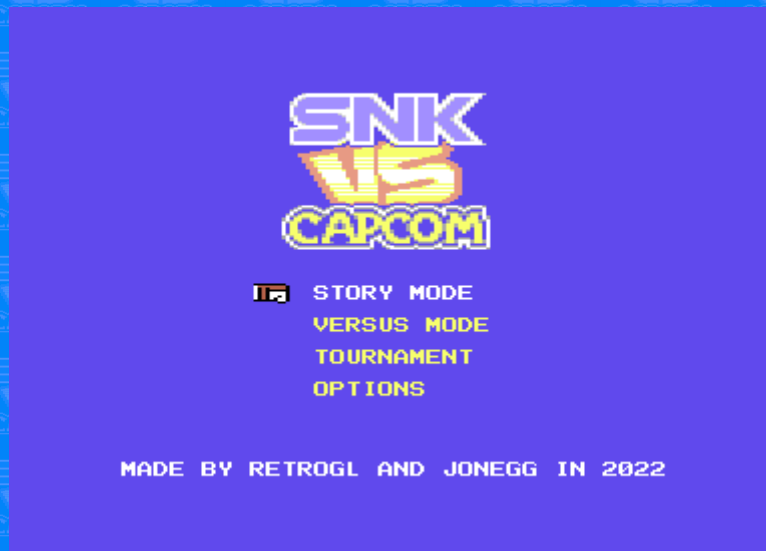 SNK
VS
CAPCOM
STORY MODE
VERSUS MODE
TOURNAMENT
OPTIONS
MADE BY RETROGL AND JONEGG IN 2022